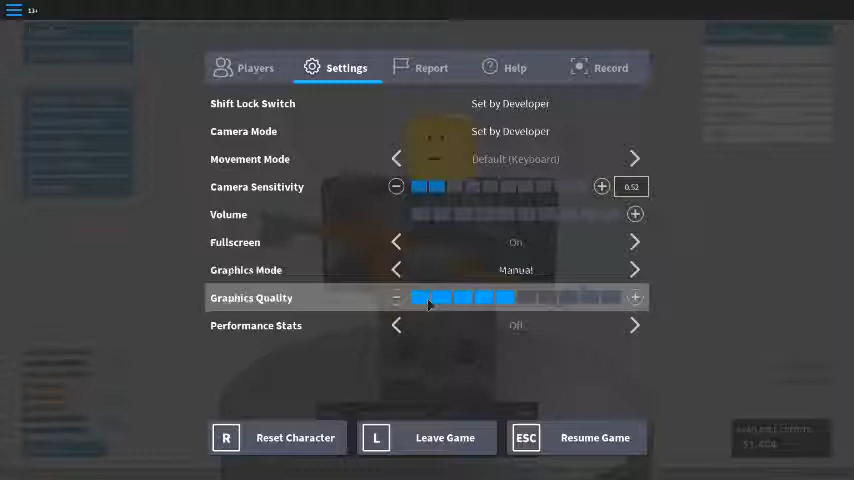 13+
Players Settings Report Help Record
Shift Lock Switch Set by Developer
Camera Mode Set by Developer
Movement Mode Default (Keyboard)
Camera Sensitivity 0.52
Volume
Fullscreen On
Graphics Mode Manual
Graphics Quality
Performance Stats Off
R Reset Character L Leave Game ESC Resume Game